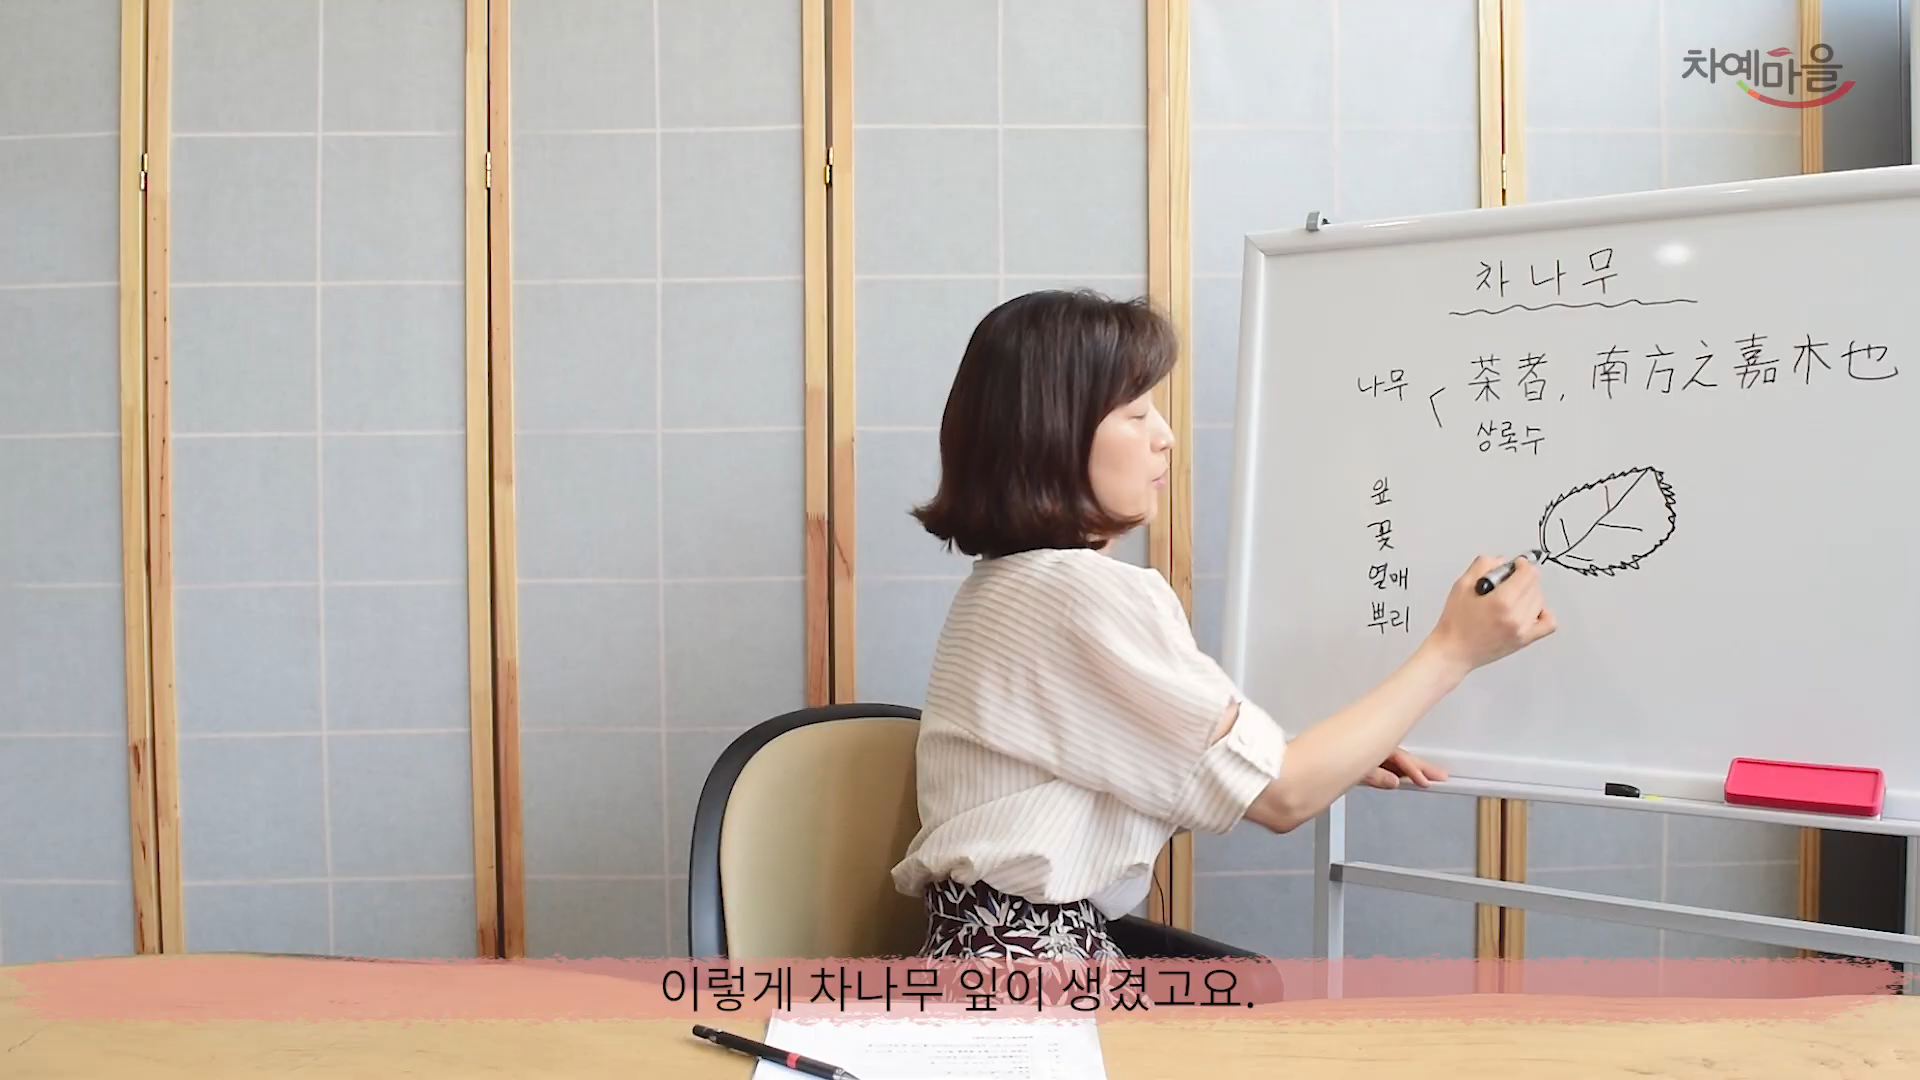 차예마을
차나무
나무 茶者, 南方之嘉木也
상록수
잎
꽃
열매
뿌리
이렇게 차나무 잎이 생겼고요.